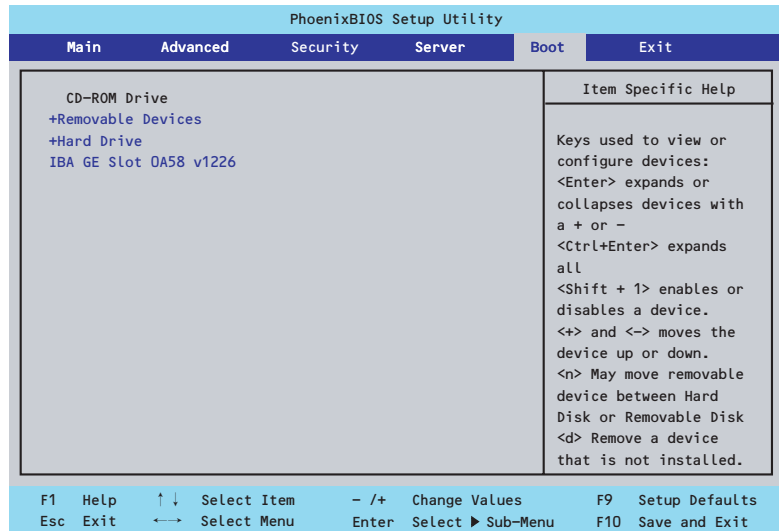 PhoenixBIOS Setup Utility
Main Advanced Security Server Boot Exit
CD-ROM Drive
+Removable Devices
+Hard Drive
IBA GE Slot 0A58 v1226
Item Specific Help
Keys used to view or
configure devices:
<Enter> expands or
collapses devices with
a + or -
<Ctrl+Enter> expands
all
<Shift + 1> enables or
disables a device.
<+> and <-> moves the
device up or down.
<n> May move removable
device between Hard
Disk or Removable Disk
<d> Remove a device
that is not installed.
F1 Help ↑↓ Select Item - /+ Change Values F9 Setup Defaults
Esc Exit ←→ Select Menu Enter Select ▶ Sub-Menu F10 Save and Exit